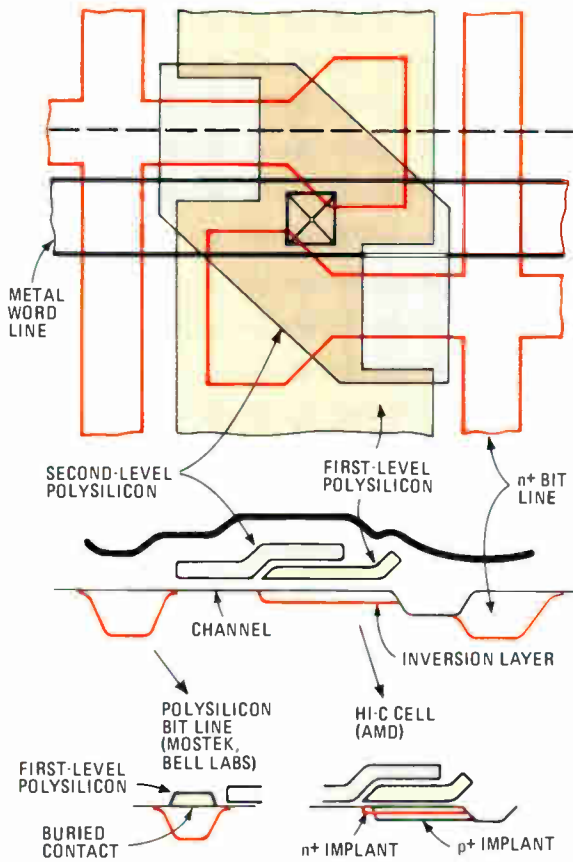 METAL
WORD
LINE
SECOND-LEVEL
POLYSILICON
FIRST-LEVEL
POLYSILICON
n+ BIT
LINE
CHANNEL
INVERSION LAYER
POLYSILICON
BIT LINE
(MOSTEK,
BELL LABS)
HI-C CELL
(AMD)
FIRST-LEVEL
POLYSILICON
BURIED
CONTACT
n+ IMPLANT
p+ IMPLANT